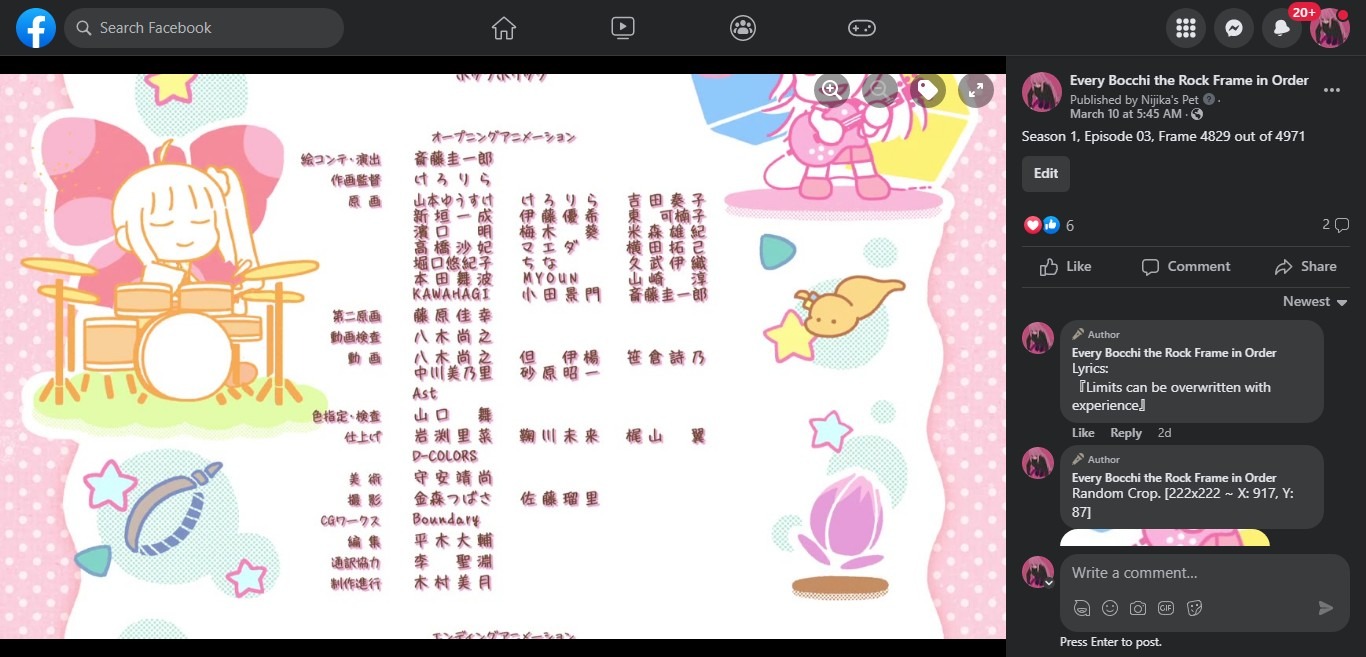 Search Facebook
20+
オープニングアニメーション
絵コンテ・演出 斎藤圭一郎
作画監督 けろりら
原画 山本ゆうすけ けろりら 吉田奏子
新垣一成 伊藤優希 東 可楠子
濱口 明 梅木 葵 米森雄紀
高橋沙妃 マエダ 横田拓己
堀口悠紀子 ちな 久武伊織
本田舞波 MYOUN 山崎 淳
KAWAHAGI 小田景門 斎藤圭一郎
第二原画 藤原佳幸
動画検査 八木尚之
動画 八木尚之 但 伊楊 笹倉詩乃
中川美乃里 砂原昭一
Ast
色指定・検査 山口 舞
仕上げ 岩渕里菜 鞠川未来 梶山 翼
D-COLORS
美術 守安靖尚
撮影 金森つばさ 佐藤瑠里
CGワークス Boundary
編集 平木大輔
通訳協力 李 聖淵
制作進行 木村美月
エンディングアニメーション
Every Bocchi the Rock Frame in Order
Published by Nijika's Pet ·
March 10 at 5:45 AM ·
Season 1, Episode 03, Frame 4829 out of 4971
Edit
6
2
Like Comment Share
Newest
Author
Every Bocchi the Rock Frame in Order
Lyrics:
『Limits can be overwritten with
experience』
Like Reply 2d
Author
Every Bocchi the Rock Frame in Order
Random Crop. [222x222 ~ X: 917, Y:
87]
Write a comment...
GIF
Press Enter to post.